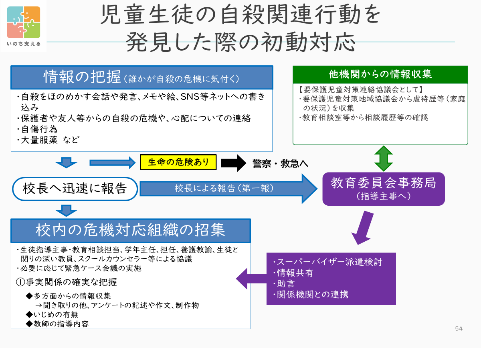 いのち支える
児童生徒の自殺関連行動を
発見した際の初動対応
情報の把握(誰かが自殺の危機に気付く)
・自殺をほのめかす会話や発言、メモや絵、SNS等ネットへの書き
込み
・保護者や友人等からの自殺の危機や、心配についての連絡
・自傷行為
・大量服薬 など
他機関からの情報収集
【要保護児童対策連絡協議会として】
・要保護児童対策地域協議会から虐待歴等(家庭
の状況)を収集
・教育相談室等から相談履歴等の確認
生命の危険あり
警察・救急へ
校長へ迅速に報告
校長による報告(第一報)
教育委員会事務局
(指導主事へ)
校内の危機対応組織の招集
・生徒指導主事・教育相談担当、学年主任、担任、養護教諭、生徒と
関りの深い教員、スクールカウンセラー等による協議
・必要に応じて緊急ケース会議の実施
①事実関係の確実な把握
◆多方面からの情報収集
→聞き取りの他、アンケートの記述や作文、制作物
◆いじめの有無
◆教師の指導内容
・スーパーバイザー派遣検討
・情報共有
・助言
・関係機関との連携
54